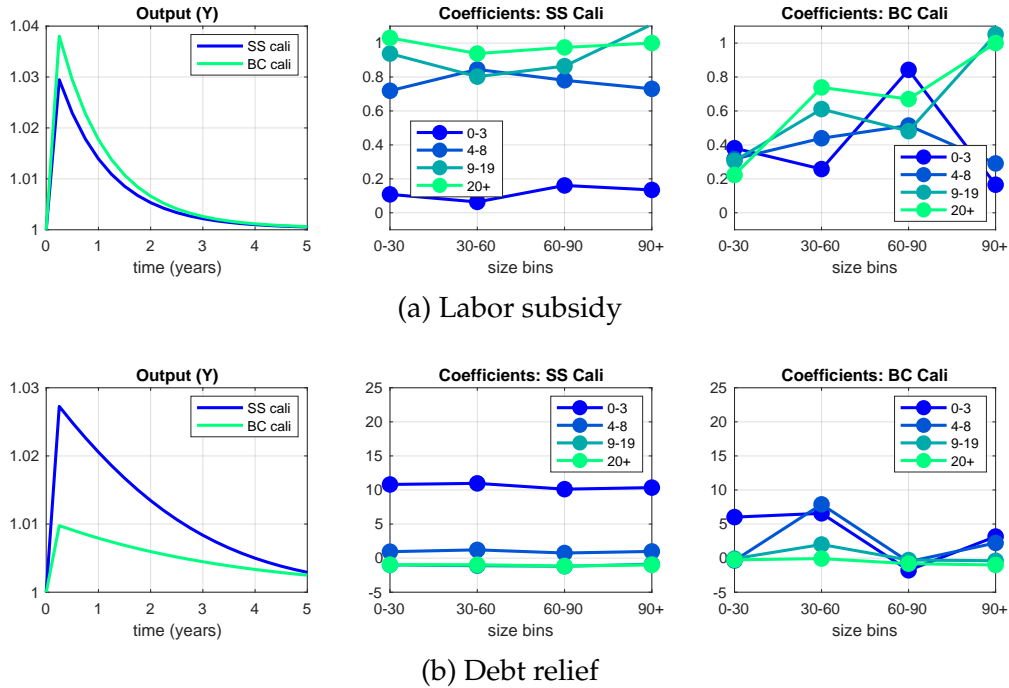 Output (Y)
1.04
1.03
1.02
1.01
1
0 1 2 3 4 5
time (years)
SS cali
BC cali
Coefficients: SS Cali
1
0.8
0.6
0.4
0.2
0
0-30 30-60 60-90 90+
size bins
0-3
4-8
9-19
20+
Coefficients: BC Cali
1
0.8
0.6
0.4
0.2
0
0-30 30-60 60-90 90+
size bins
0-3
4-8
9-19
20+
(a) Labor subsidy
Output (Y)
1.03
1.02
1.01
1
0 1 2 3 4 5
time (years)
SS cali
BC cali
Coefficients: SS Cali
25
20
15
10
5
0
-5
0-30 30-60 60-90 90+
size bins
0-3
4-8
9-19
20+
Coefficients: BC Cali
25
20
15
10
5
0
-5
0-30 30-60 60-90 90+
size bins
0-3
4-8
9-19
20+
(b) Debt relief